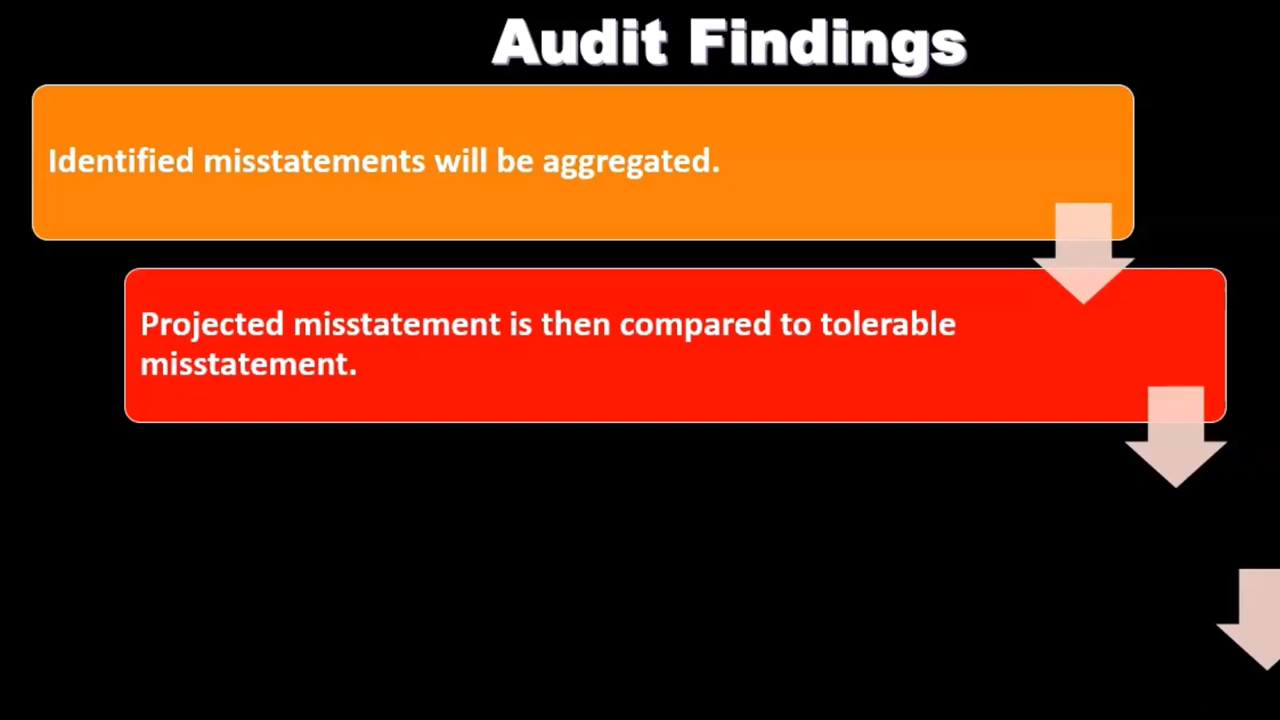 Audit Findings
Identified misstatements will be aggregated.
Projected misstatement is then compared to tolerable
misstatement.